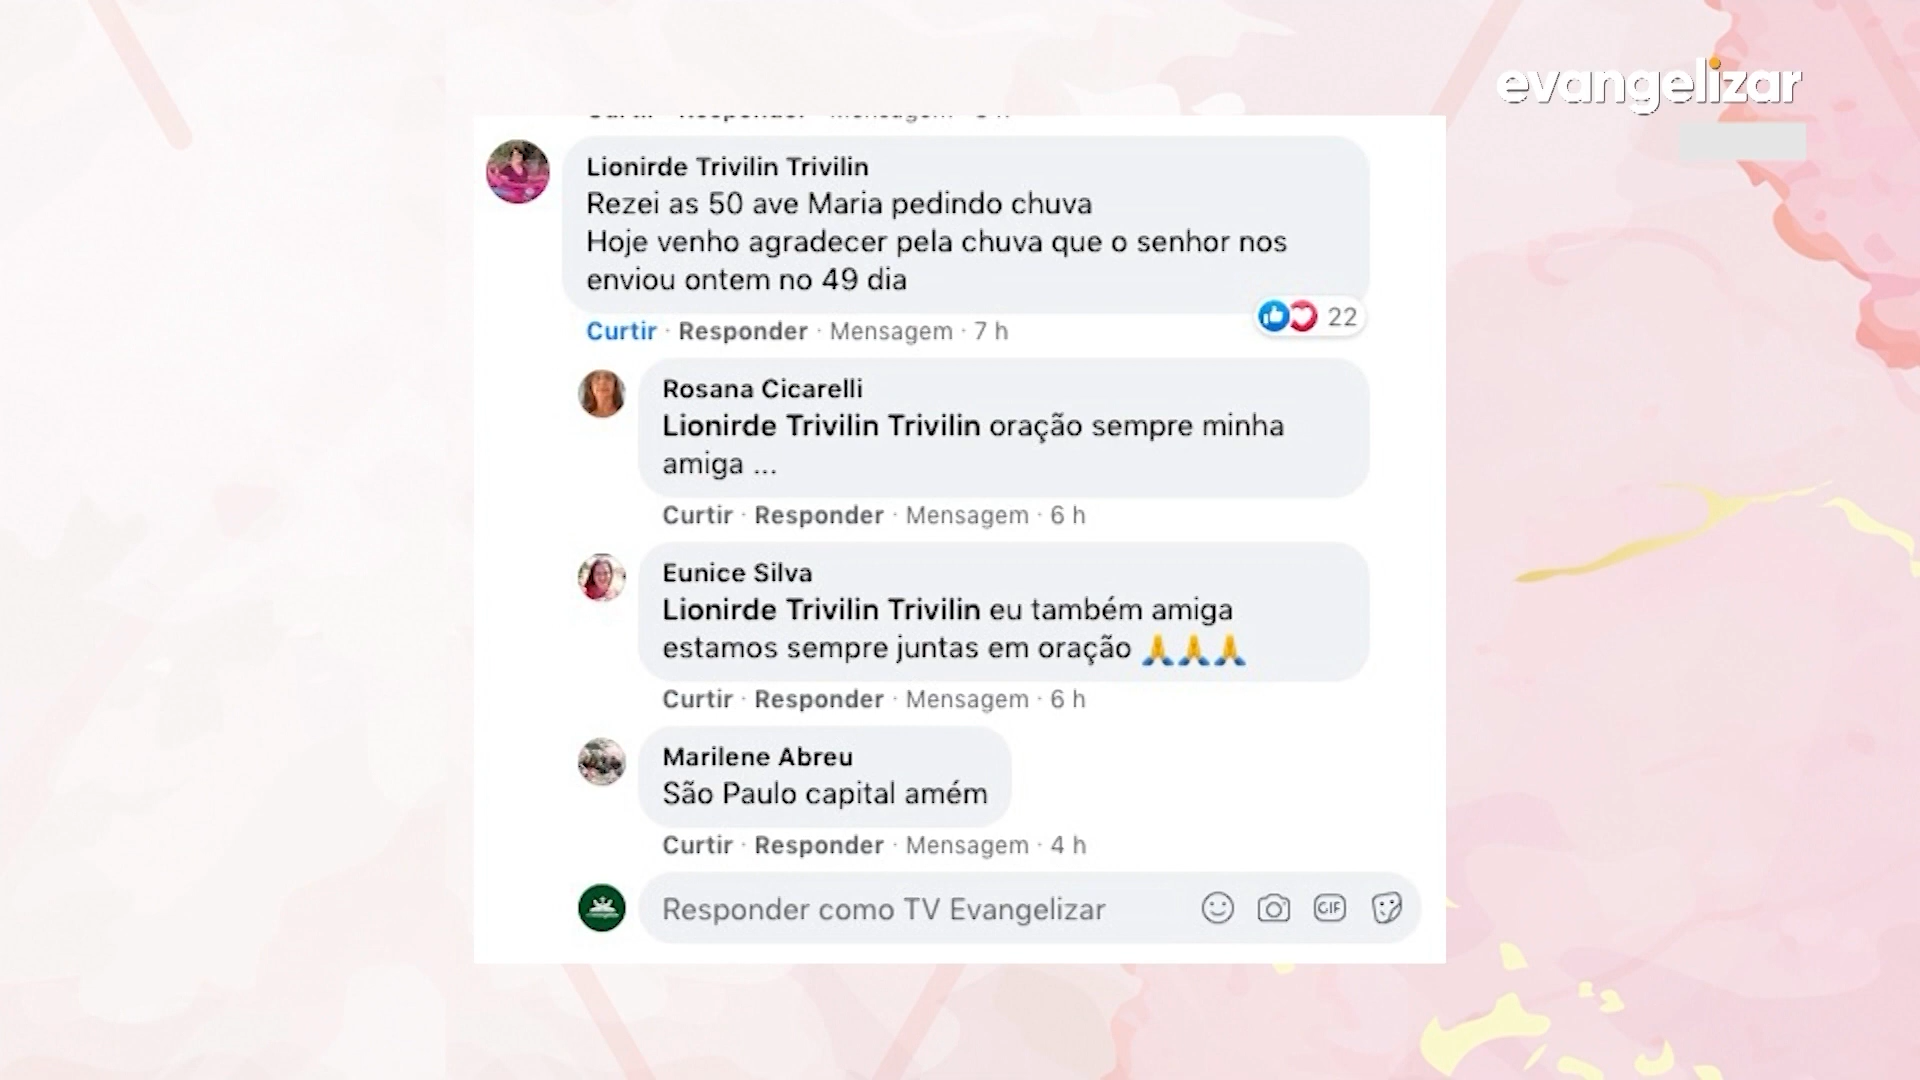 evangelizar
Curtir · Responder · Mensagem
Lionirde Trivilin Trivilin
Rezei as 50 ave Maria pedindo chuva
Hoje venho agradecer pela chuva que o senhor nos
enviou ontem no 49 dia
Curtir · Responder · Mensagem · 7 h
22
Rosana Cicarelli
Lionirde Trivilin Trivilin oração sempre minha
amiga ...
Curtir · Responder · Mensagem · 6 h
Eunice Silva
Lionirde Trivilin Trivilin eu também amiga
estamos sempre juntas em oração 🙏🙏🙏
Curtir · Responder · Mensagem · 6 h
Marilene Abreu
São Paulo capital amém
Curtir · Responder · Mensagem · 4 h
Responder como TV Evangelizar
GIF